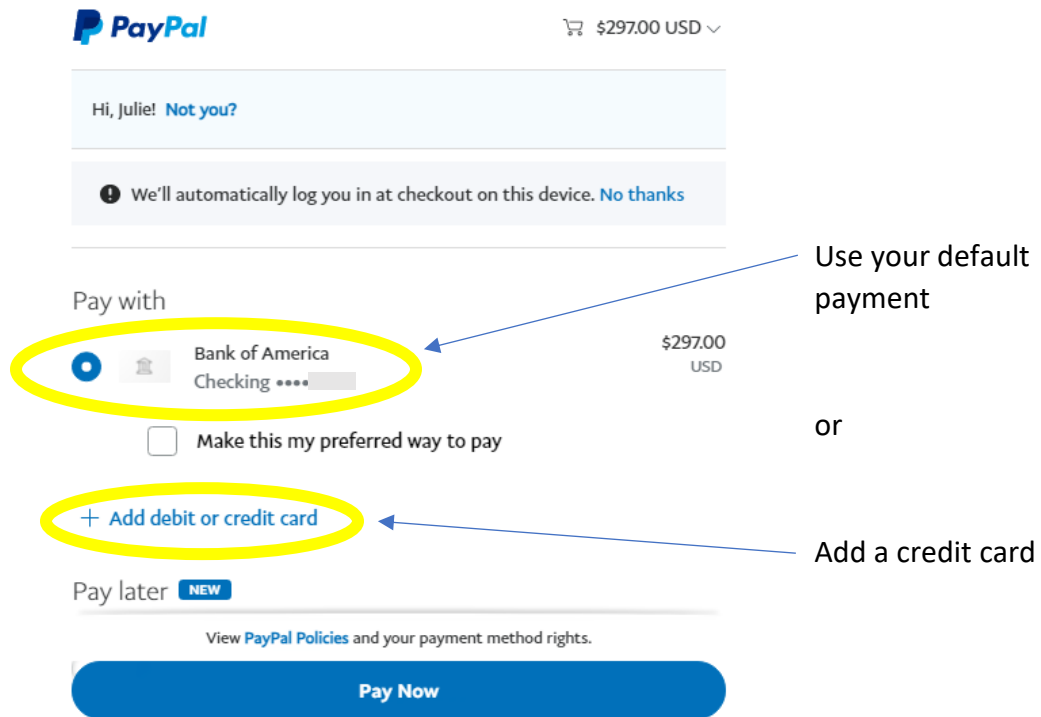 PayPal
$297.00 USD
Hi, Julie! Not you?
We'll automatically log you in at checkout on this device. No thanks
Use your default
payment
Pay with
Bank of America
$297.00
Checking ••••
USD
or
Make this my preferred way to pay
+ Add debit or credit card
Add a credit card
Pay later NEW
View PayPal Policies and your payment method rights.
Pay Now